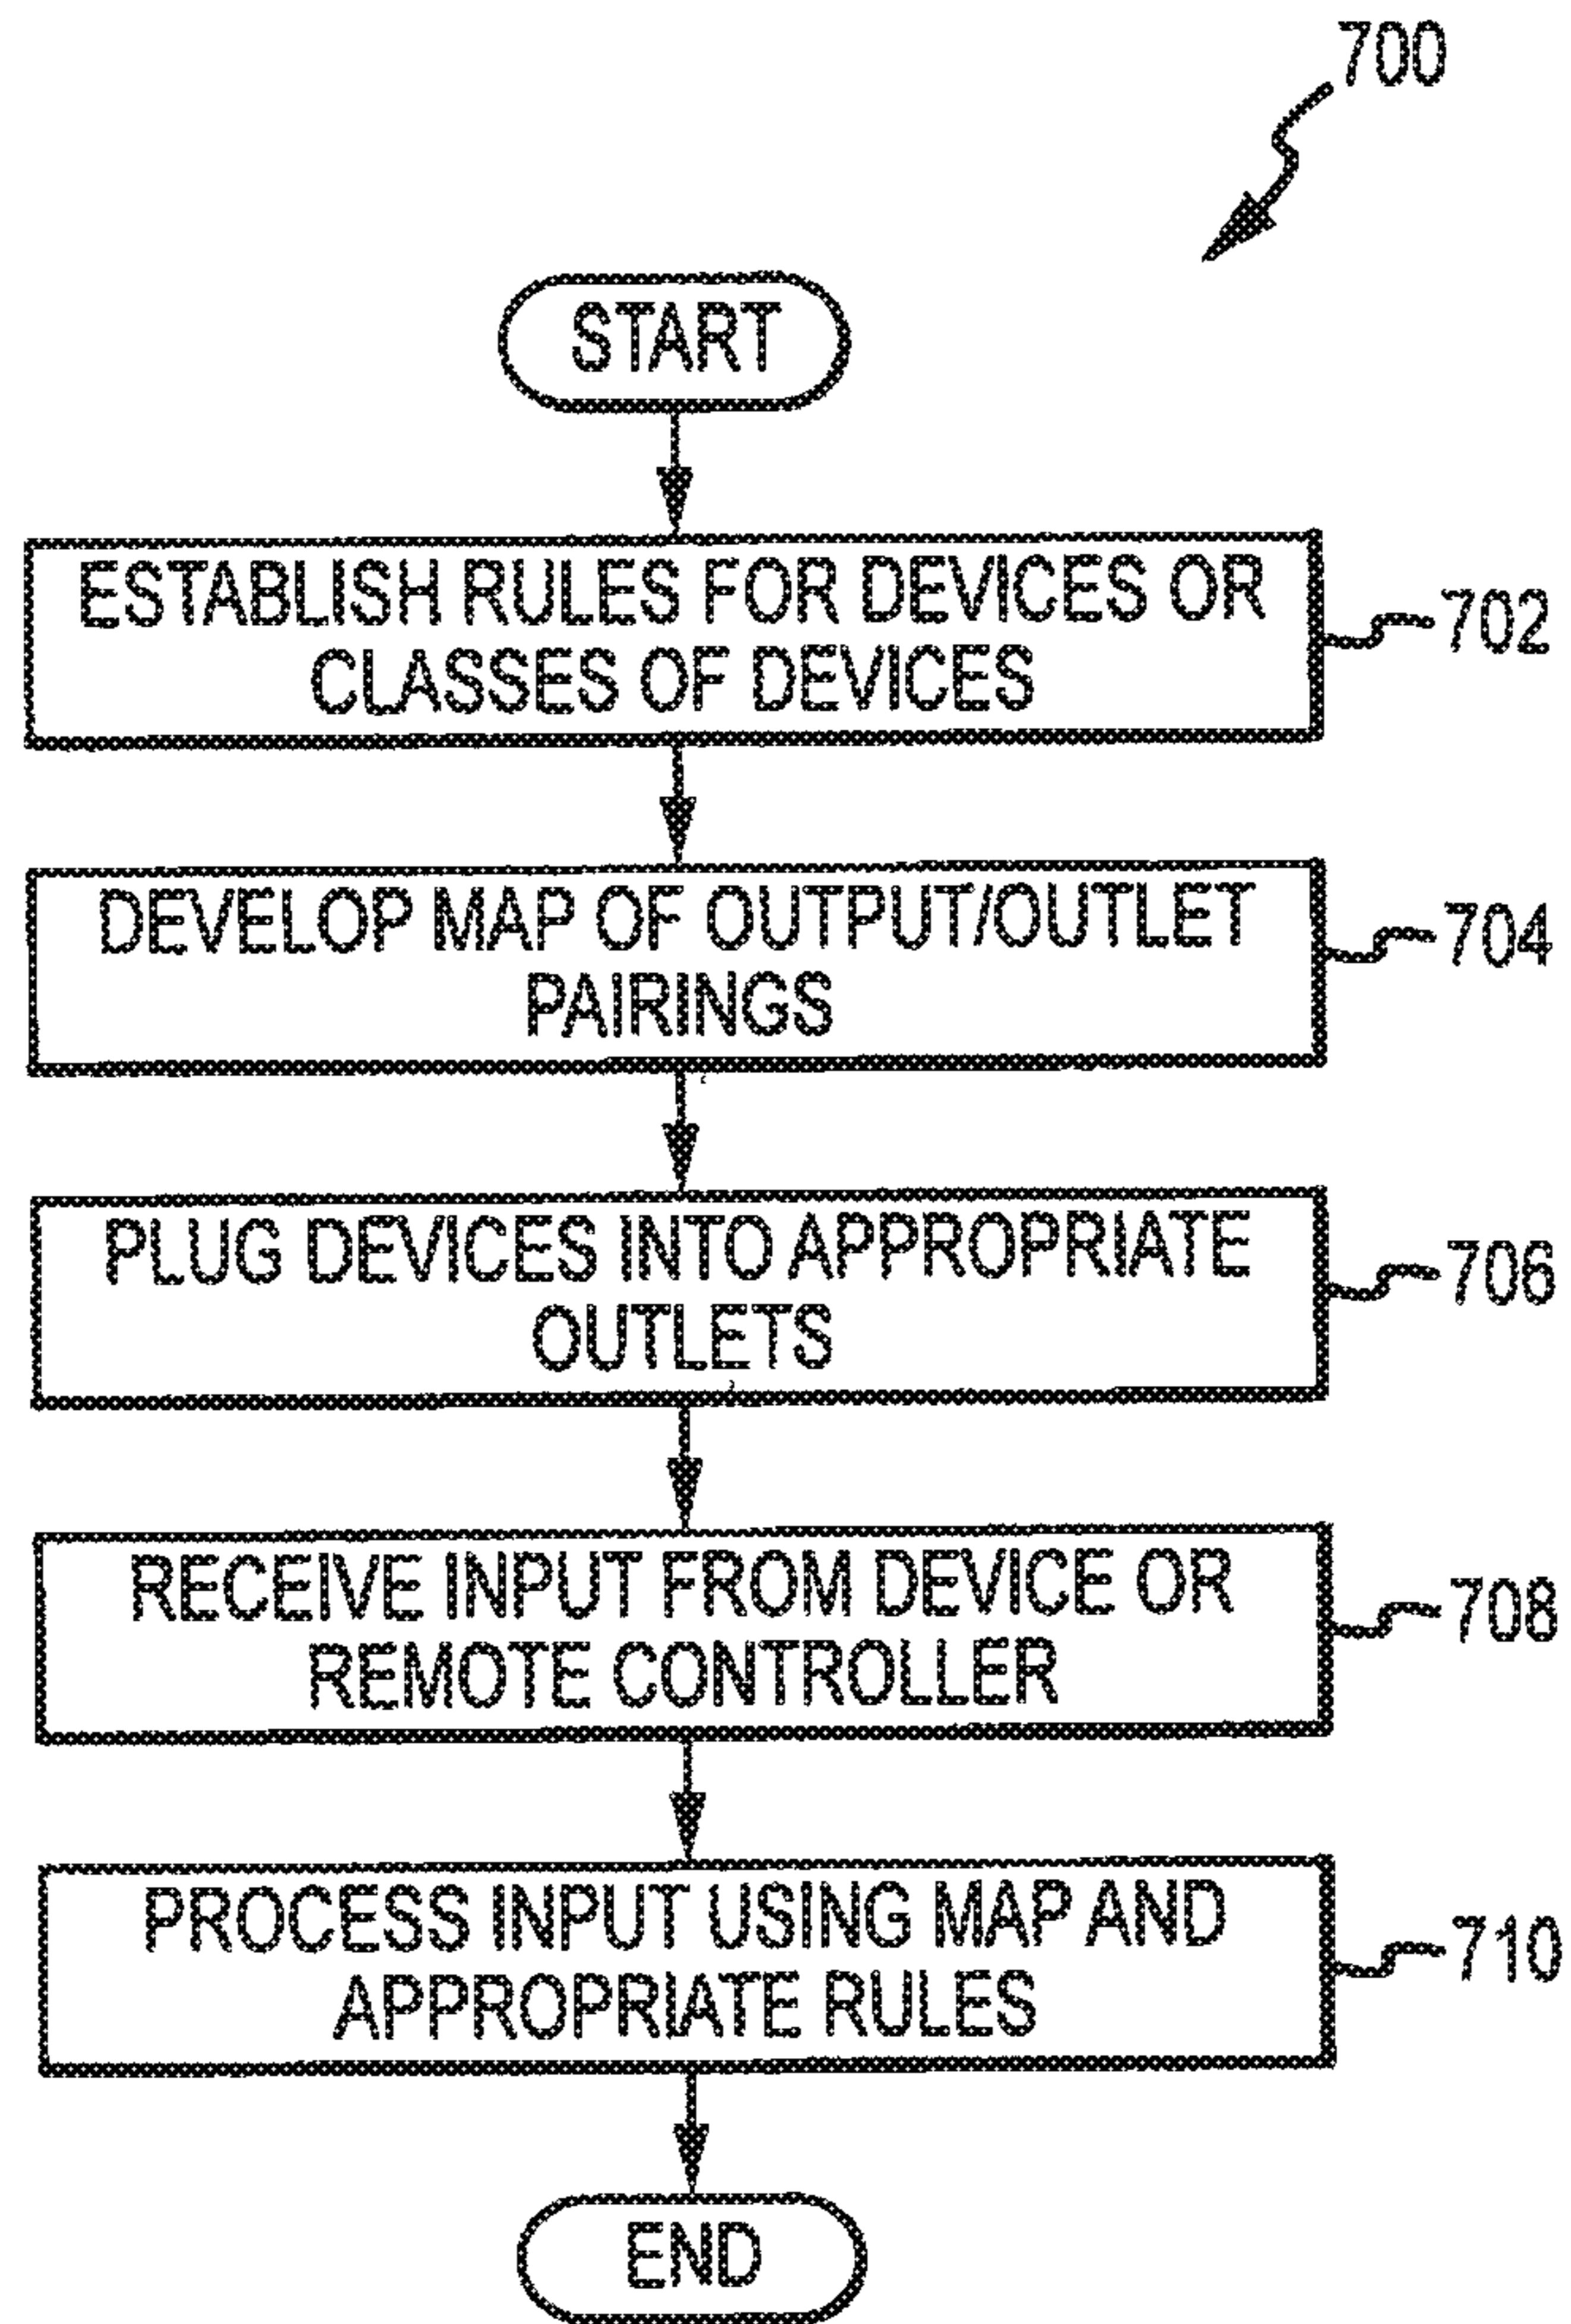 700
START
ESTABLISH RULES FOR DEVICES OR
CLASSES OF DEVICES
702
DEVELOP MAP OF OUTPUT/OUTLET
PAIRINGS
704
PLUG DEVICES INTO APPROPRIATE
OUTLETS
706
RECEIVE INPUT FROM DEVICE OR
REMOTE CONTROLLER
708
PROCESS INPUT USING MAP AND
APPROPRIATE RULES
710
END